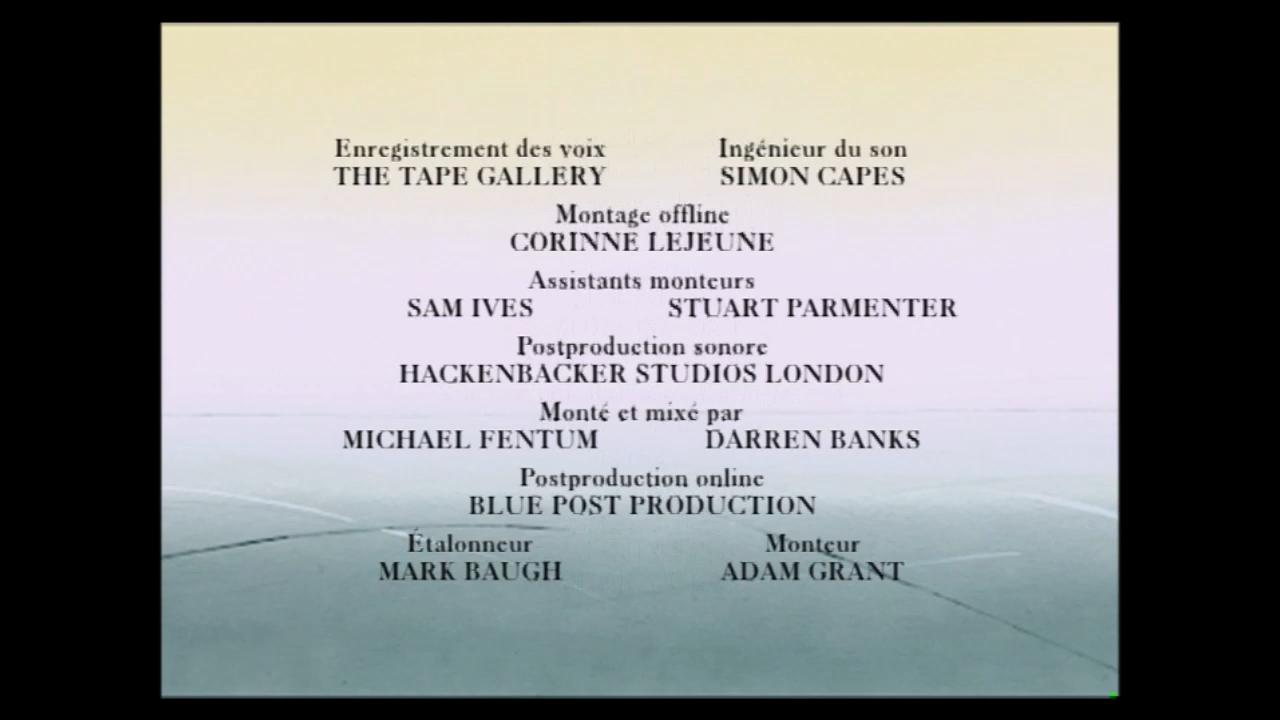 Enregistrement des voix Ingénieur du son
THE TAPE GALLERY SIMON CAPES
Montage offline
CORINNE LEJEUNE
Assistants monteurs
SAM IVES STUART PARMENTER
Postproduction sonore
HACKENBACKER STUDIOS LONDON
Monté et mixé par
MICHAEL FENTUM DARREN BANKS
Postproduction online
BLUE POST PRODUCTION
Étalonneur Monteur
MARK BAUGH ADAM GRANT